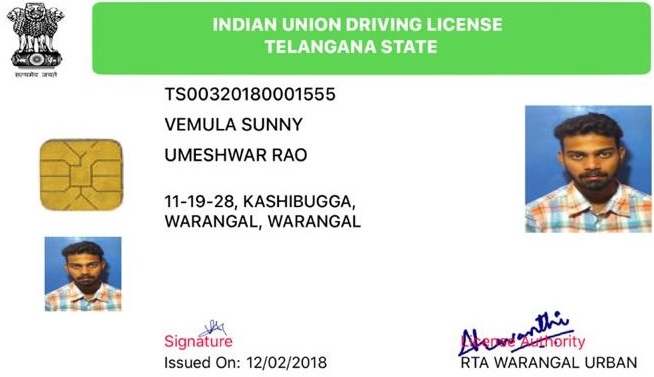 INDIAN UNION DRIVING LICENSE
TELANGANA STATE
सत्यमेव जयते
TS00320180001555
VEMULA SUNNY
UMESHWAR RAO
11-19-28, KASHIBUGGA,
WARANGAL, WARANGAL
Signature
Issued On: 12/02/2018
License Authority
RTA WARANGAL URBAN